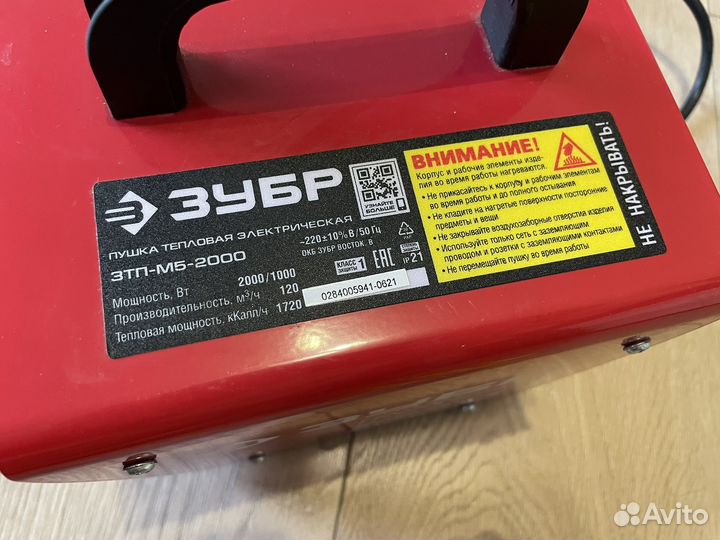 ЗУБР
УЗНАЙТЕ
БОЛЬШЕ
ПУШКА ТЕПЛОВАЯ ЭЛЕКТРИЧЕСКАЯ
ЗТП-М5-2000
~220±10% В/50 Гц
ОКБ ЗУБР ВОСТОК. В
Мощность, Вт 2000/1000
Производительность, м³/ч 120
Тепловая мощность, кКалл/ч 1720
КЛАСС 1
ЗАЩИТЫ
EAC
IP 21
0284005941-0621
ВНИМАНИЕ!
Корпус и рабочие элементы изде-
лия во время работы нагреваются.
• Не прикасайтесь к корпусу и рабочим элементам
во время работы и до полного остывания
• Не кладите на нагретые поверхности посторонние
предметы и вещи
• Не закрывайте воздухозаборные отверстия изделия
• Используйте только сеть с заземляющим
проводом и розетки с заземляющими контактами
• Не перемещайте пушку во время работы
НЕ НАКРЫВАТЬ!
Avito